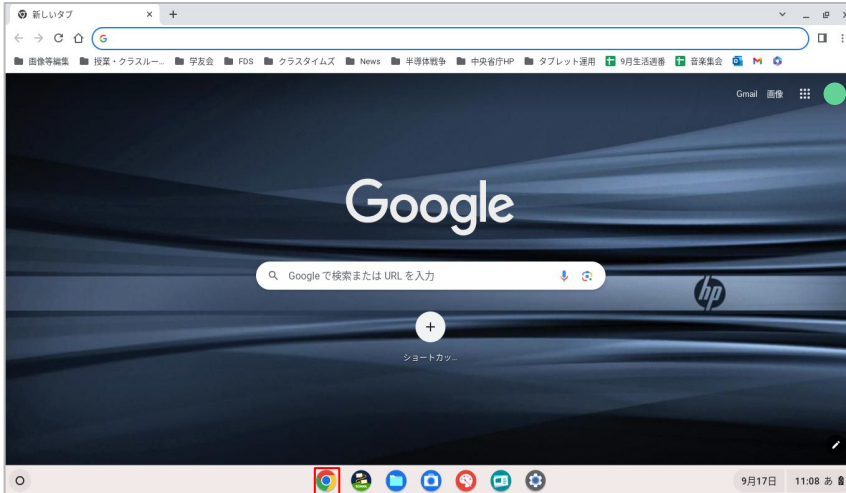 新しいタブ
画像等編集 授業・クラスルー... 学友会 FDS クラスタイムズ News 半導体戦争 中央省庁HP タブレット運用 9月生活週番 音楽集会
Gmail 画像
Google
Google で検索または URL を入力
hp
ショートカッ...
9月17日 11:08 あ